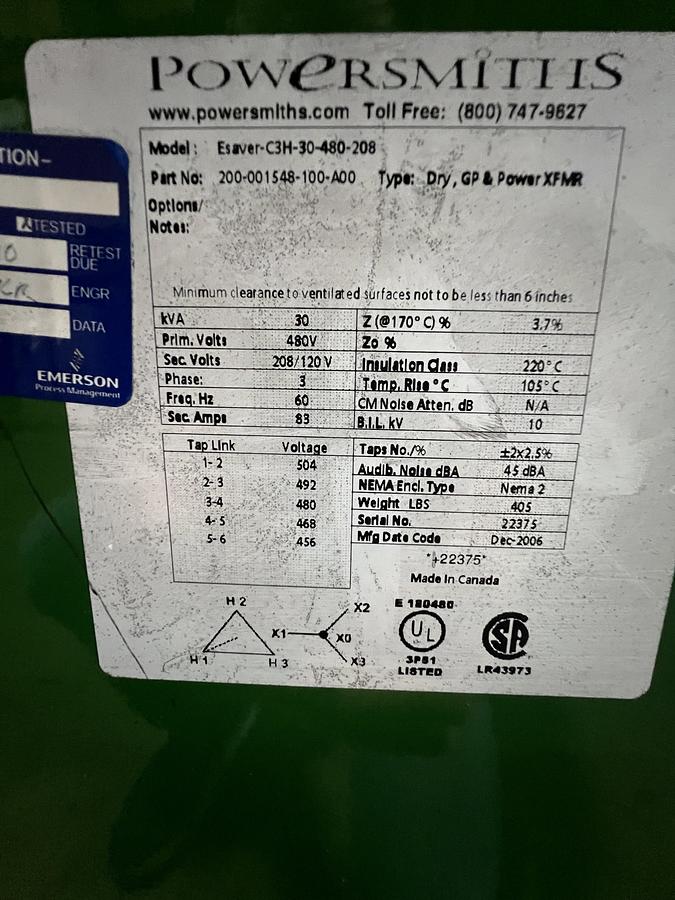 POWERSMITHS
www.powersmiths.com Toll Free: (800) 747-9627
Model: Esaver-C3H-30-480-208
Part No: 200-001548-100-A00 Type: Dry, GP & Power XFMR
Options/
Notes:
Minimum clearance to ventilated surfaces not to be less than 6 inches
kVA 30 Z (@170°C) % 3.7%
Prim. Volts 480V Zo %
Sec. Volts 208/120 V Insulation Class 220°C
Phase: 3 Temp. Rise °C 105°C
Freq. Hz 60 CM Noise Atten. dB N/A
Sec. Amps 83 B.I.L. kV 10
Tap Link Voltage Taps No./% ±2x2.5%
1-2 504 Audib. Noise dBA 45 dBA
2-3 492 NEMA Encl. Type Nema 2
3-4 480 Weight LBS 405
4-5 468 Serial No. 22375
5-6 456 Mfg Date Code Dec-2006
*+22375*
Made In Canada
H2
H1 H3
X1 X2 X0 X3
E 180480
UL
3P51
LISTED
SA
LR43973
TION-
TESTED
RETEST
DUE
ENGR
DATA
EMERSON
Process Management